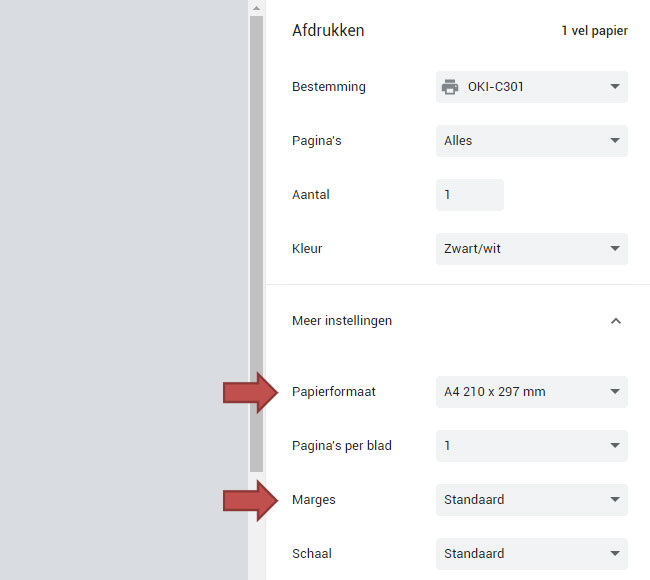 Afdrukken 1 vel papier
Bestemming OKI-C301
Pagina's Alles
Aantal 1
Kleur Zwart/wit
Meer instellingen
Papierformaat A4 210 x 297 mm
Pagina's per blad 1
Marges Standaard
Schaal Standaard